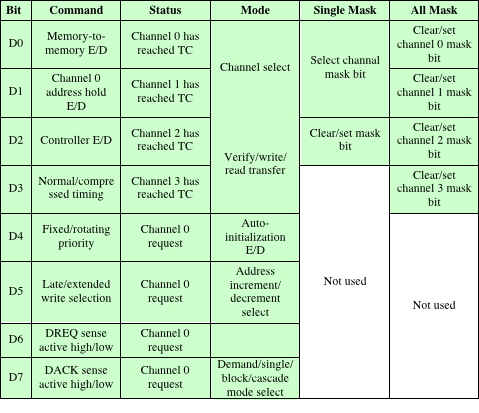 Bit Command Status Mode Single Mask All Mask
D0
Memory-to-
memory E/D
Channel 0 has
reached TC
Channel select
Select channal
mask bit
Clear/set
channel 0 mask
bit
D1
Channel 0
address hold
E/D
Channel 1 has
reached TC
Clear/set
channel 1 mask
bit
D2
Controller E/D
Channel 2 has
reached TC
Verify/write/
read transfer
Clear/set mask
bit
Clear/set
channel 2 mask
bit
D3
Normal/compre
ssed timing
Channel 3 has
reached TC
Not used
Clear/set
channel 3 mask
bit
D4
Fixed/rotating
priority
Channel 0
request
Auto-
initialization
E/D
Not used
D5
Late/extended
write selection
Channel 0
request
Address
increment/
decrement
select
D6
DREQ sense
active high/low
Channel 0
request
D7
DACK sense
active high/low
Channel 0
request
Demand/single/
block/cascade
mode select